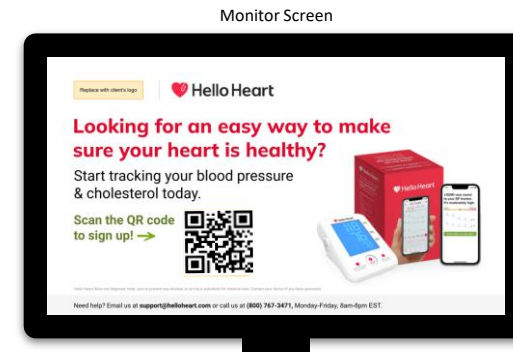 Monitor Screen
Replace with client's logo
Hello Heart
Looking for an easy way to make
sure your heart is healthy?
Start tracking your blood pressure
& cholesterol today.
Scan the QR code
to sign up!
Hello Heart
Need help? Email us at support@helloheart.com or call us at (800) 767-3471, Monday-Friday, 8am-8pm EST.